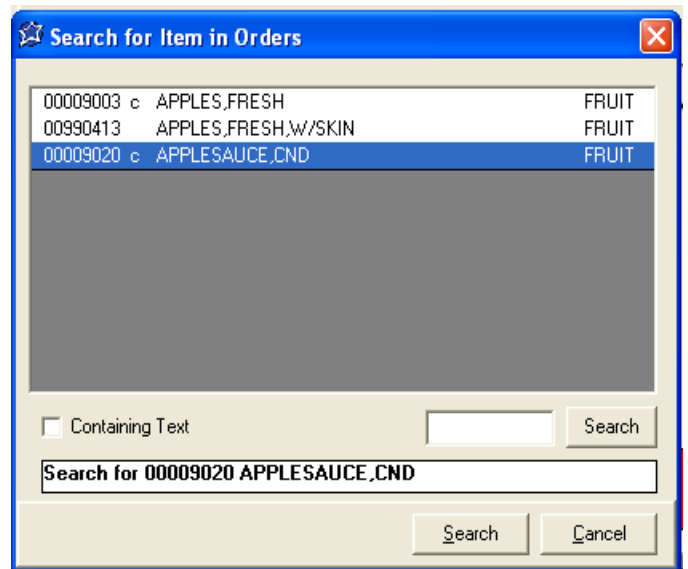 Search for Item in Orders
00009003 c APPLES,FRESH FRUIT
00990413 APPLES,FRESH,W/SKIN FRUIT
00009020 c APPLESAUCE,CND FRUIT
Containing Text Search
Search for 00009020 APPLESAUCE,CND
Search Cancel